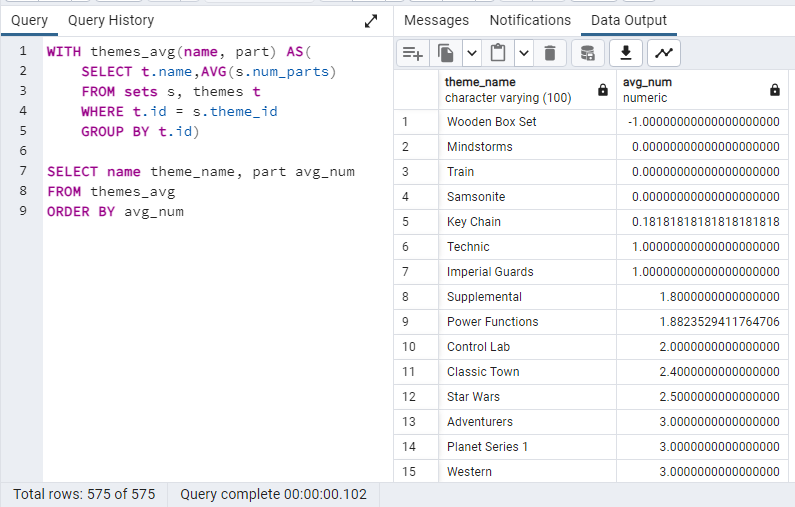 Query Query History
1 WITH themes_avg(name, part) AS(
2 SELECT t.name,AVG(s.num_parts)
3 FROM sets s, themes t
4 WHERE t.id = s.theme_id
5 GROUP BY t.id)
6
7 SELECT name theme_name, part avg_num
8 FROM themes_avg
9 ORDER BY avg_num
Messages Notifications Data Output
theme_name avg_num
character varying (100) numeric
1 Wooden Box Set -1.00000000000000000000
2 Mindstorms 0.00000000000000000000
3 Train 0.00000000000000000000
4 Samsonite 0.00000000000000000000
5 Key Chain 0.18181818181818181818
6 Technic 1.00000000000000000000
7 Imperial Guards 1.00000000000000000000
8 Supplemental 1.8000000000000000
9 Power Functions 1.8823529411764706
10 Control Lab 2.0000000000000000
11 Classic Town 2.4000000000000000
12 Star Wars 2.5000000000000000
13 Adventurers 3.0000000000000000
14 Planet Series 1 3.0000000000000000
15 Western 3.0000000000000000
Total rows: 575 of 575 Query complete 00:00:00.102